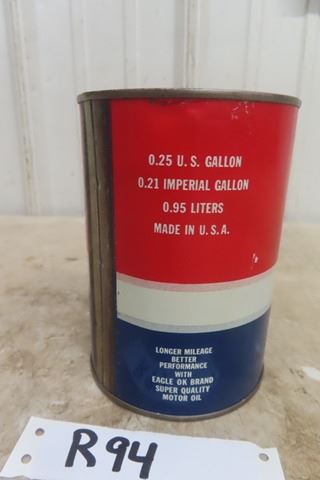 0.25 U. S. GALLON
0.21 IMPERIAL GALLON
0.95 LITERS
MADE IN U. S. A.
LONGER MILEAGE
BETTER
PERFORMANCE
WITH
EAGLE OK BRAND
SUPER QUALITY
MOTOR OIL
R94